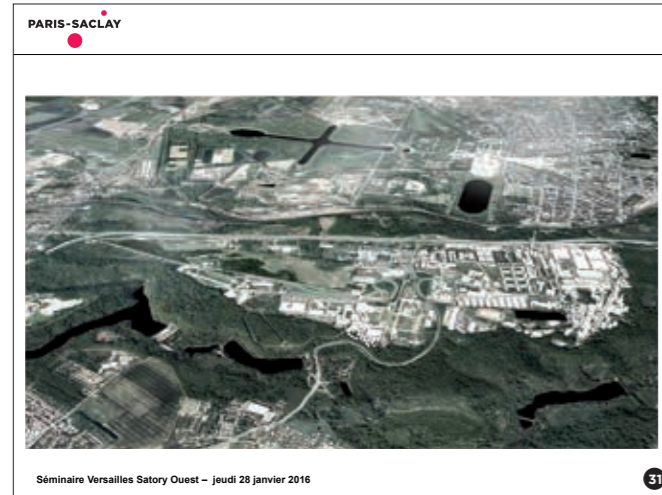 PARIS-SACLAY
Séminaire Versailles Satory Ouest – jeudi 28 janvier 2016
31